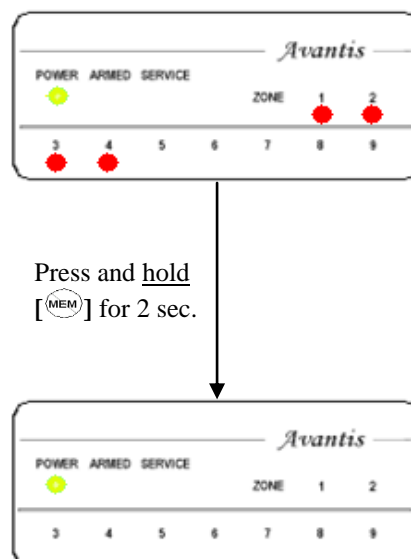 Avantis
POWER ARMED SERVICE
ZONE 1 2
3 4 5 6 7 8 9
Press and hold
[MEM] for 2 sec.
Avantis
POWER ARMED SERVICE
ZONE 1 2
3 4 5 6 7 8 9